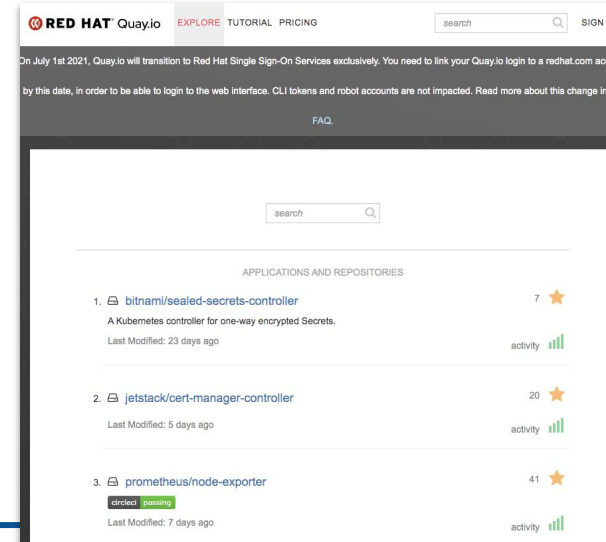 RED HAT Quay.io EXPLORE TUTORIAL PRICING search SIGN
On July 1st 2021, Quay.io will transition to Red Hat Single Sign-On Services exclusively. You need to link your Quay.io login to a redhat.com
by this date, in order to be able to login to the web interface. CLI tokens and robot accounts are not impacted. Read more about this change in
FAQ.
search
APPLICATIONS AND REPOSITORIES
1. bitnami/sealed-secrets-controller 7
A Kubernetes controller for one-way encrypted Secrets.
Last Modified: 23 days ago activity
2. jetstack/cert-manager-controller 20
Last Modified: 5 days ago activity
3. prometheus/node-exporter 41
circleci passing
Last Modified: 7 days ago activity